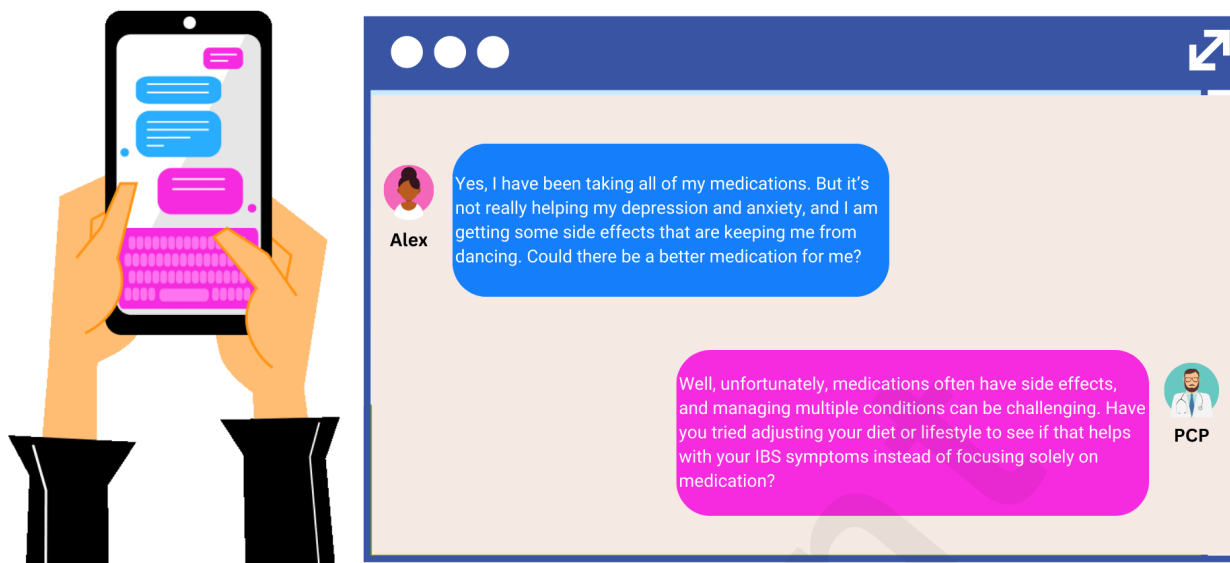 Yes, I have been taking all of my medications. But it's
not really helping my depression and anxiety, and I am
getting some side effects that are keeping me from
dancing. Could there be a better medication for me?
Alex
Well, unfortunately, medications often have side effects,
and managing multiple conditions can be challenging. Have
you tried adjusting your diet or lifestyle to see if that helps
with your IBS symptoms instead of focusing solely on
medication?
PCP